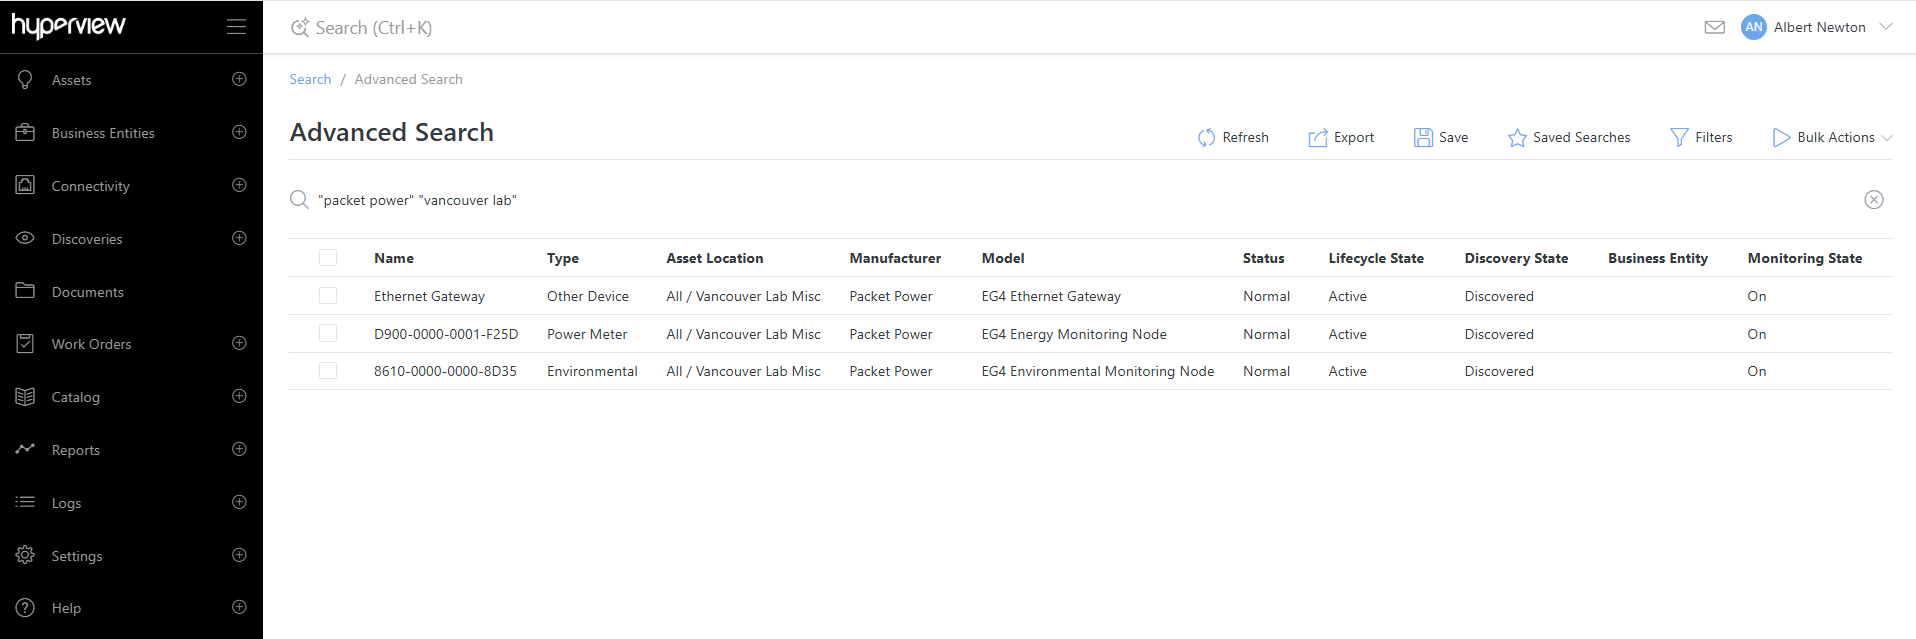 hyperview
Search (Ctrl+K)
AN Albert Newton
Assets
Business Entities
Connectivity
Discoveries
Documents
Work Orders
Catalog
Reports
Logs
Settings
Help
Search / Advanced Search
Advanced Search
Refresh Export Save Saved Searches Filters Bulk Actions
"packet power" "vancouver lab"
Name Type Asset Location Manufacturer Model Status Lifecycle State Discovery State Business Entity Monitoring State
Ethernet Gateway Other Device All / Vancouver Lab Misc Packet Power EG4 Ethernet Gateway Normal Active Discovered On
D900-0000-0001-F25D Power Meter All / Vancouver Lab Misc Packet Power EG4 Energy Monitoring Node Normal Active Discovered On
8610-0000-0000-8D35 Environmental All / Vancouver Lab Misc Packet Power EG4 Environmental Monitoring Node Normal Active Discovered On